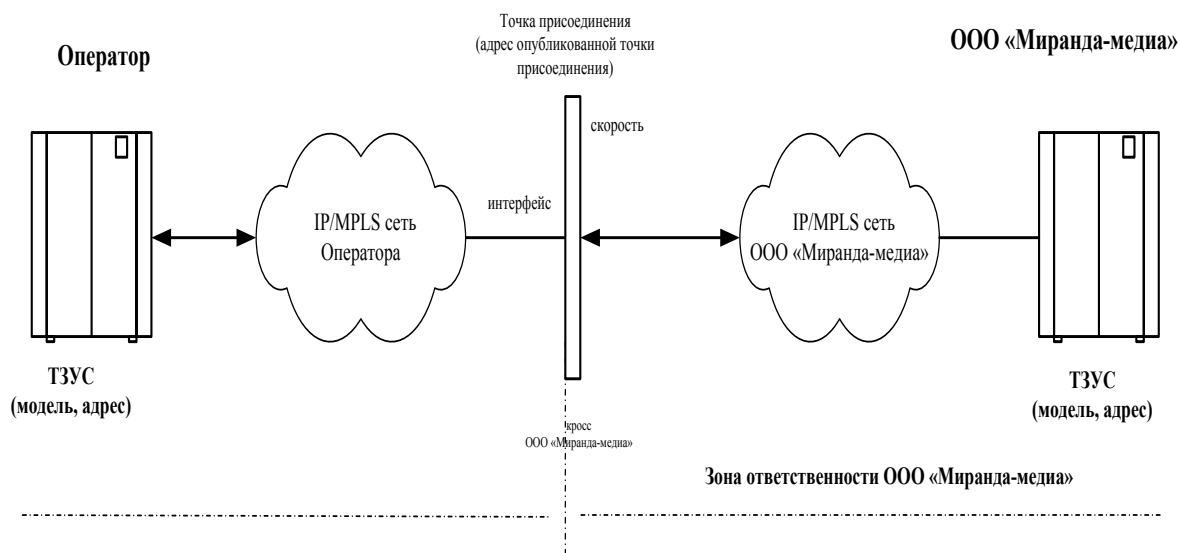 Точка присоединения
(адрес опубликованной точки
присоединения)
Оператор
ООО «Миранда-медиа»
скорость
интерфейс
IP/MPLS сеть
Оператора
IP/MPLS сеть
ООО «Миранда-медиа»
ТЗУС
(модель, адрес)
ТЗУС
(модель, адрес)
кросс
ООО «Миранда-медиа»
Зона ответственности ООО «Миранда-медиа»